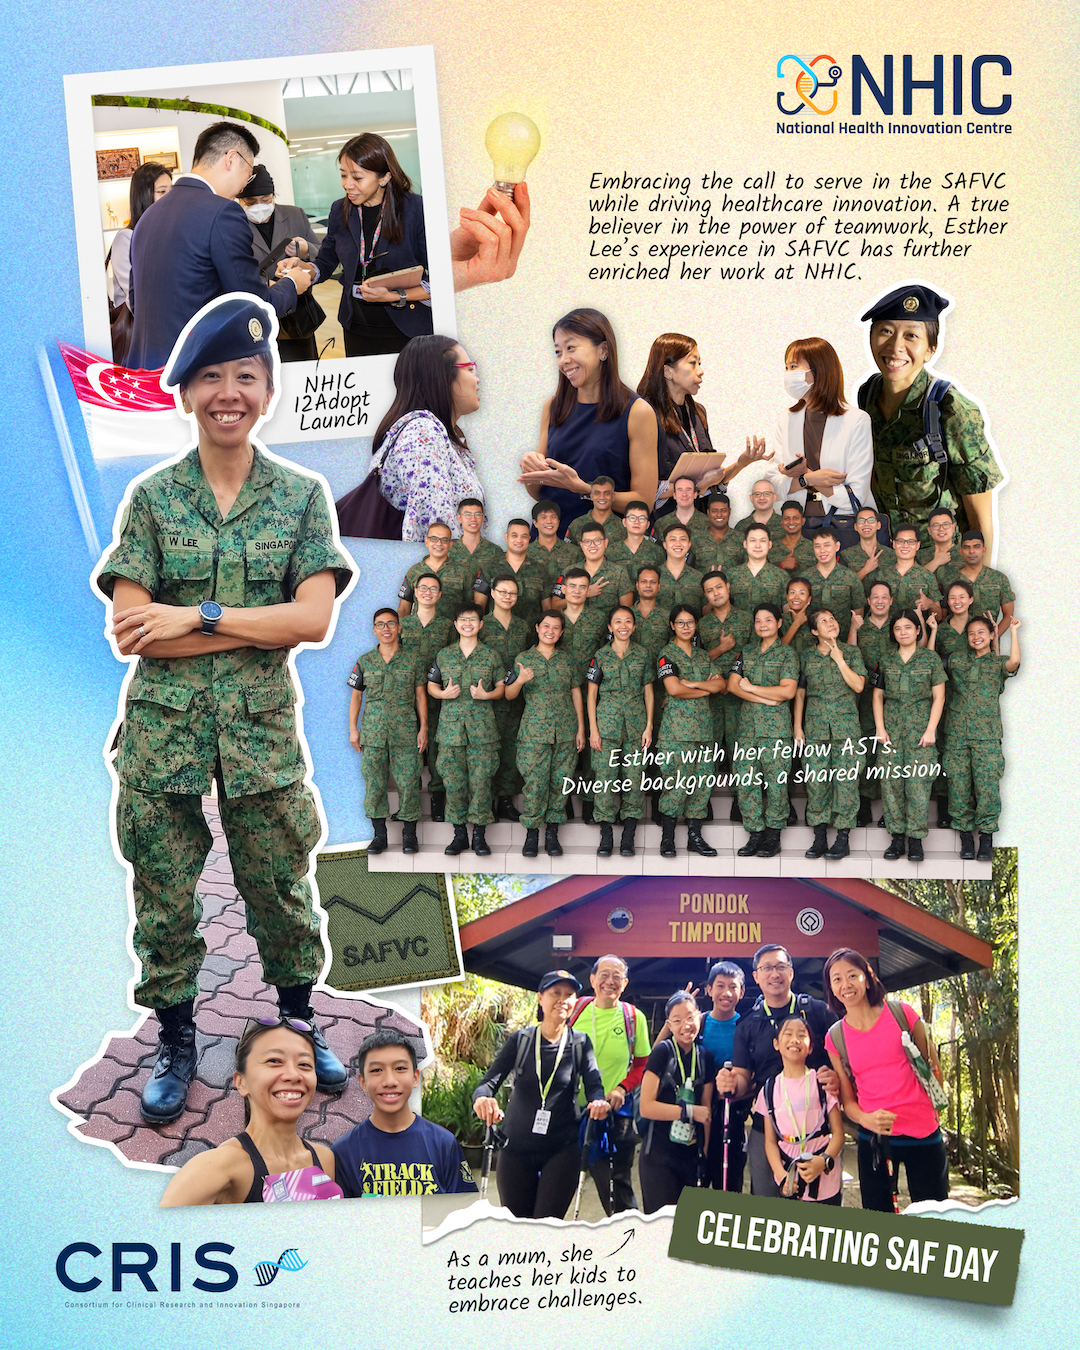 NHIC
National Health Innovation Centre
Embracing the call to serve in the SAFVC
while driving healthcare innovation. A true
believer in the power of teamwork, Esther
Lee's experience in SAFVC has further
enriched her work at NHIC.
NHIC
I2Adopt
Launch
W LEE
SINGAPO
SINGAPOR
Esther with her fellow ASTs.
Diverse backgrounds, a shared mission.
SAFVC
PONDOK
TIMPOHON
TRACK
& FIELD
CELEBRATING SAF DAY
As a mum, she
teaches her kids to
embrace challenges.
CRIS
Consortium for Clinical Research and Innovation Singapore